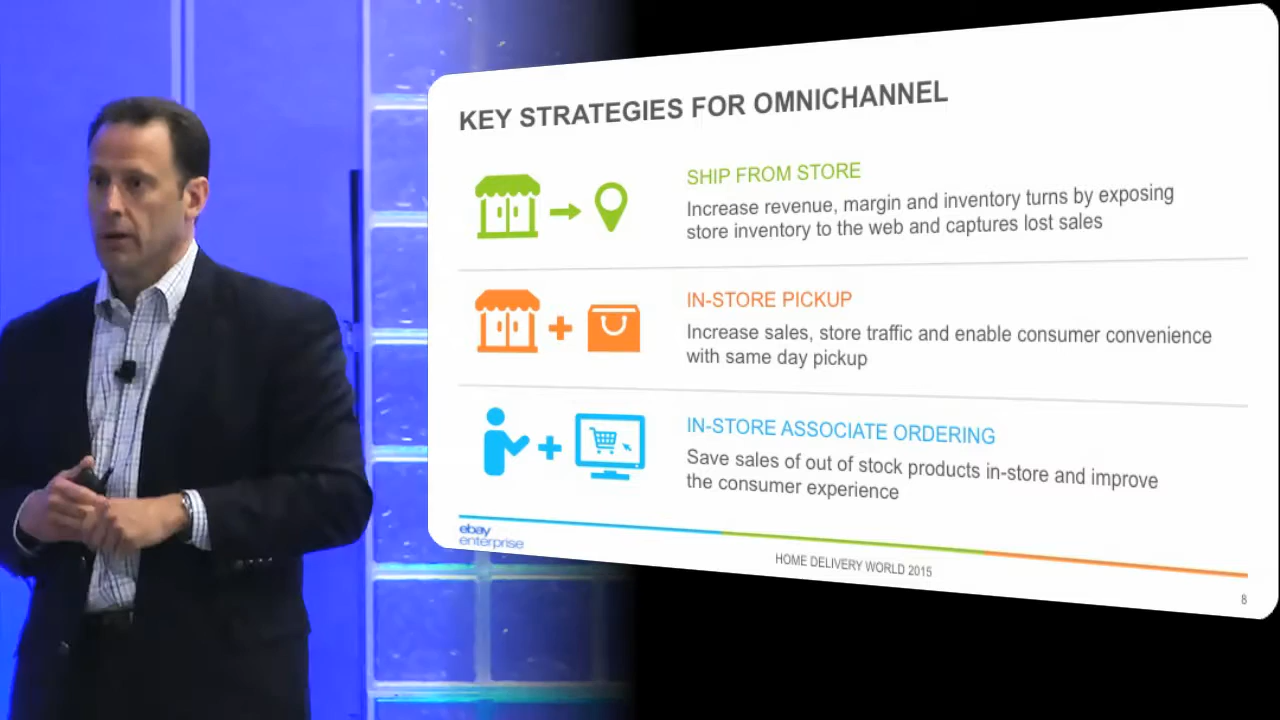 KEY STRATEGIES FOR OMNICHANNEL
SHIP FROM STORE
Increase revenue, margin and inventory turns by exposing
store inventory to the web and captures lost sales
IN-STORE PICKUP
Increase sales, store traffic and enable consumer convenience
with same day pickup
IN-STORE ASSOCIATE ORDERING
Save sales of out of stock products in-store and improve
the consumer experience
ebay
enterprise
HOME DELIVERY WORLD 2015
8